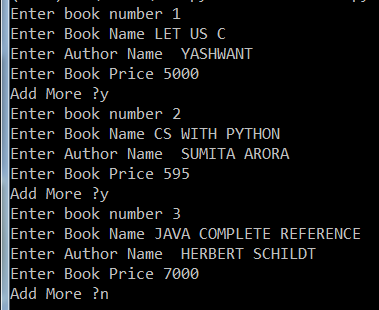 Enter book number 1
Enter Book Name LET US C
Enter Author Name  YASHWANT
Enter Book Price 5000
Add More ?y
Enter book number 2
Enter Book Name CS WITH PYTHON
Enter Author Name  SUMITA ARORA
Enter Book Price 595
Add More ?y
Enter book number 3
Enter Book Name JAVA COMPLETE REFERENCE
Enter Author Name  HERBERT SCHILDT
Enter Book Price 7000
Add More ?n